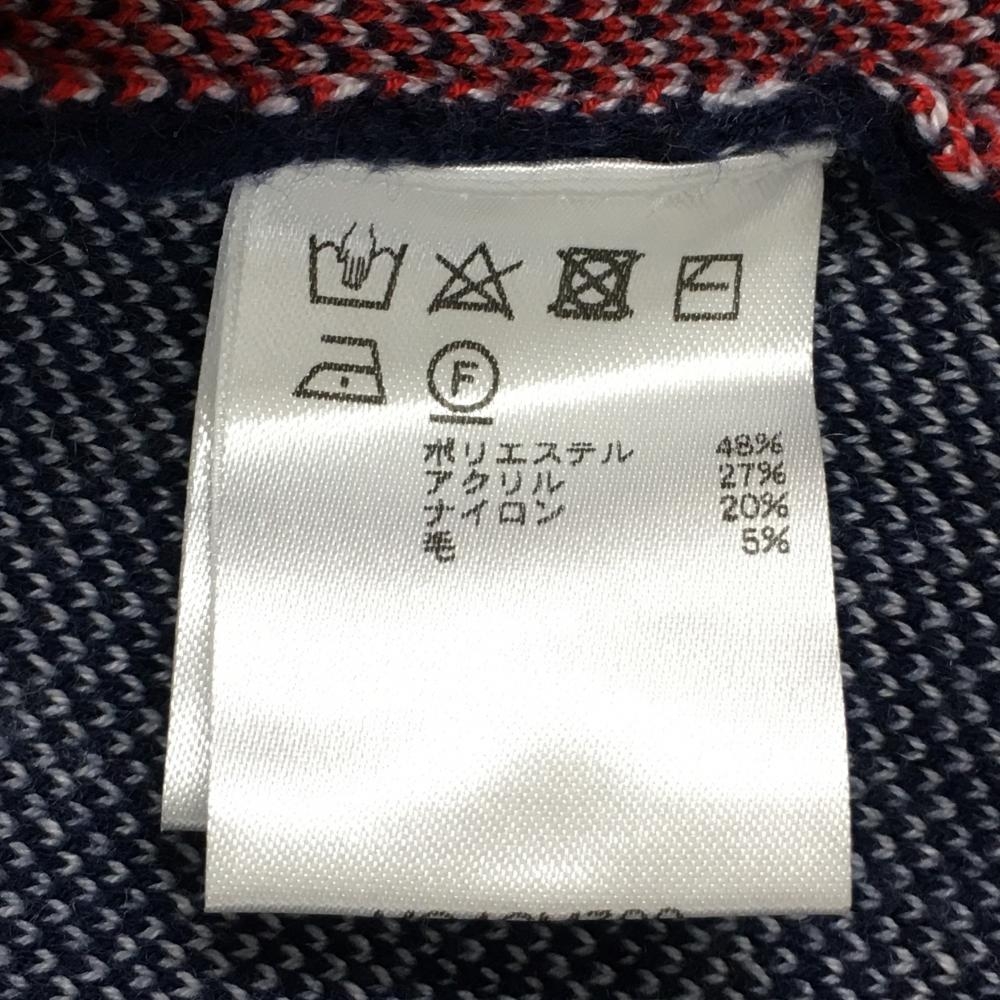 F
ポリエステル 48%
アクリル 27%
ナイロン 20%
毛 5%